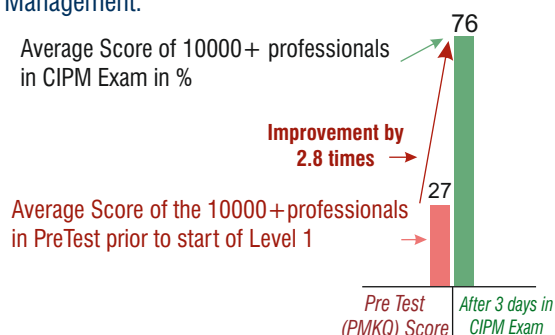 Management.
76
Average Score of 10000+ professionals
in CIPM Exam in %
Improvement by
2.8 times
27
Average Score of the 10000+professionals
in PreTest prior to start of Level 1
Pre Test
(PMKQ) Score
After 3 days in
CIPM Exam